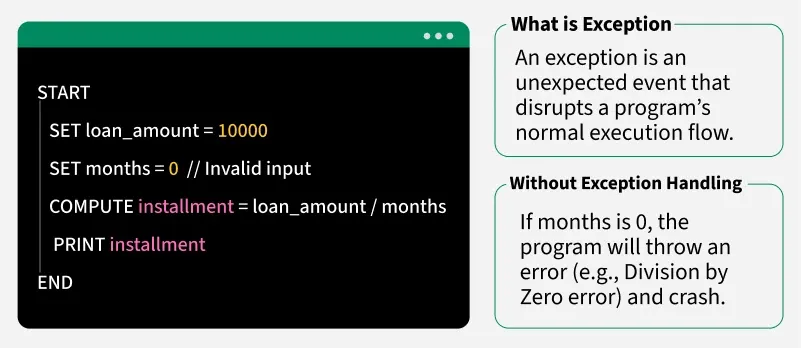 START
SET loan_amount = 10000
SET months = 0 // Invalid input
COMPUTE installment = loan_amount / months
PRINT installment
END
What is Exception
An exception is an
unexpected event that
disrupts a program’s
normal execution flow.
Without Exception Handling
If months is 0, the
program will throw an
error (e.g., Division by
Zero error) and crash.